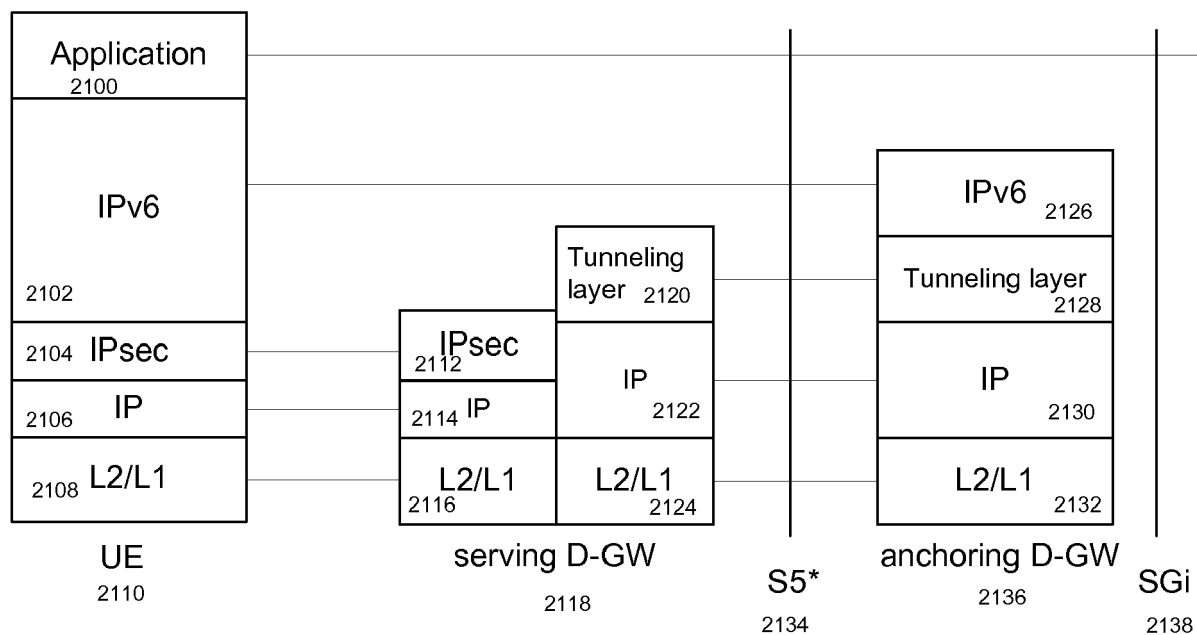 Application
2100
IPv6
2102
2104 IPsec
2106 IP
2108 L2/L1
UE
2110
IPsec
2112
2114 IP
L2/L1
2116
Tunneling
layer 2120
IP
2122
L2/L1
2124
serving D-GW
2118
S5*
2134
IPv6
2126
Tunneling layer
2128
IP
2130
L2/L1
2132
anchoring D-GW
2136
SGi
2138